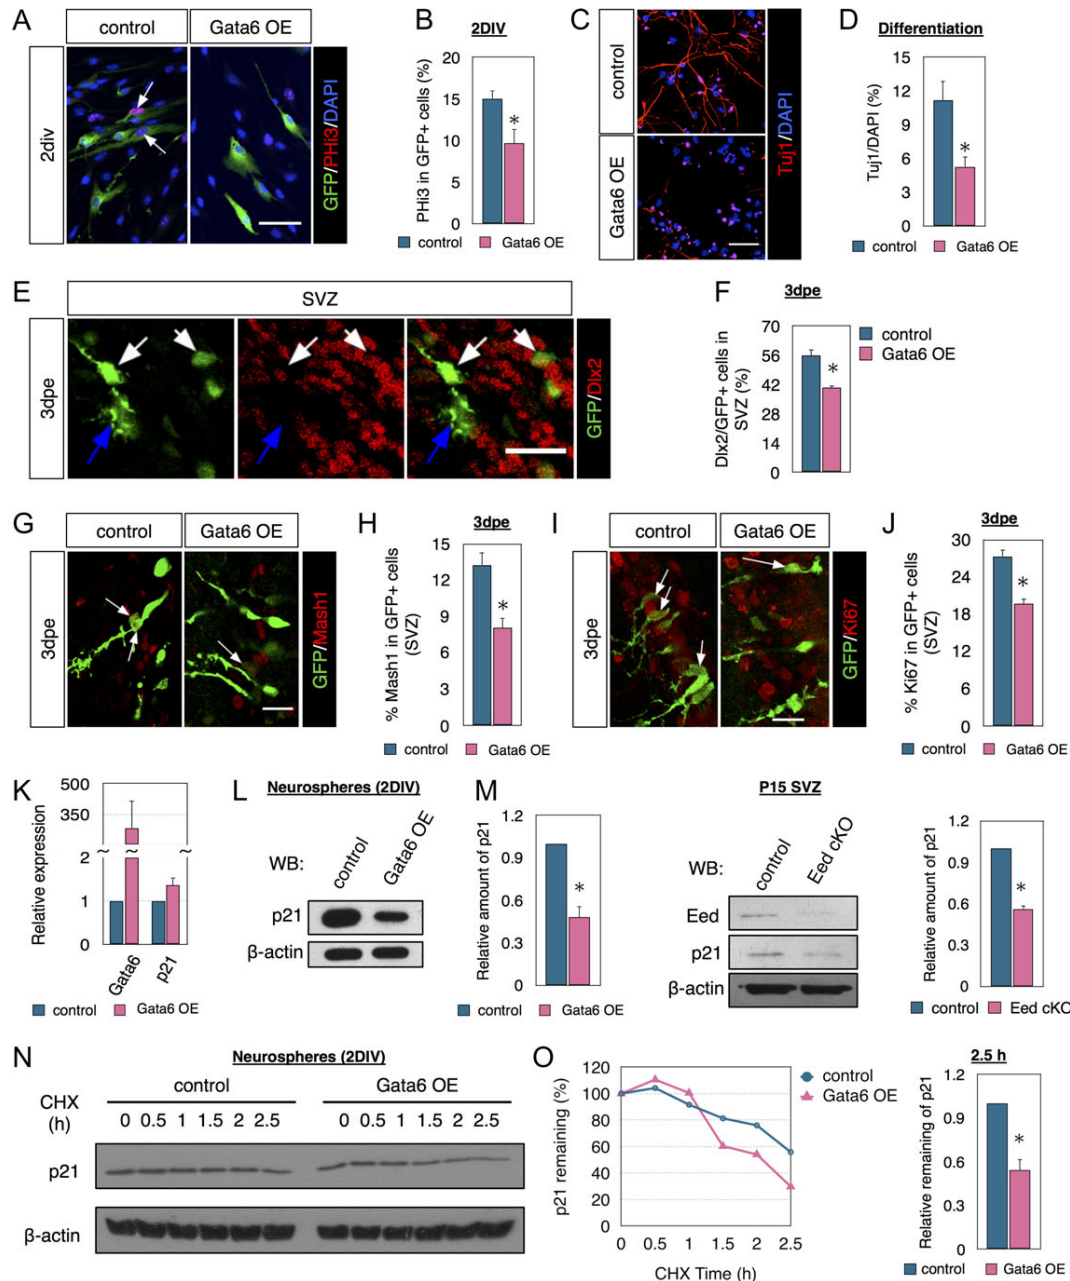 A
control
Gata6 OE
2div
GFP/PHi3/DAPI
B
2DIV
PHi3 in GFP+ cells (%)
20
15
10
5
0
*
control
Gata6 OE
C
control
Gata6 OE
Tuj1/DAPI
D
Differentiation
Tuj1/DAPI (%)
15
12
9
6
3
0
*
control
Gata6 OE
E
SVZ
3dpe
GFP/Dlx2
F
3dpe
Dlx2/GFP+ cells in
SVZ (%)
70
56
42
28
14
0
*
control
Gata6 OE
G
control
Gata6 OE
3dpe
GFP/Mash1
H
3dpe
% Mash1 in GFP+ cells
(SVZ)
15
12
9
6
3
0
*
control
Gata6 OE
I
control
Gata6 OE
3dpe
GFP/Ki67
J
3dpe
% Ki67 in GFP+ cells
(SVZ)
30
24
18
12
6
0
*
control
Gata6 OE
K
Relative expression
500
350
~ ~
2
1
0
Gata6
p21
control
Gata6 OE
L
Neurospheres (2DIV)
WB:
control
Gata6 OE
p21
β-actin
M
Relative amount of p21
1.2
0.9
0.6
0.3
0
*
control
Gata6 OE
P15 SVZ
WB:
control
Eed cKO
Eed
p21
β-actin
Relative amount of p21
1.2
0.9
0.6
0.3
0
*
control
Eed cKO
N
Neurospheres (2DIV)
control
Gata6 OE
CHX
(h)
0 0.5 1 1.5 2 2.5
0 0.5 1 1.5 2 2.5
p21
β-actin
O
p21 remaining (%)
120
100
80
60
40
20
0
0 0.5 1 1.5 2 2.5
CHX Time (h)
control
Gata6 OE
2.5 h
Relative remaining of p21
1.2
0.9
0.6
0.3
0
*
control
Gata6 OE